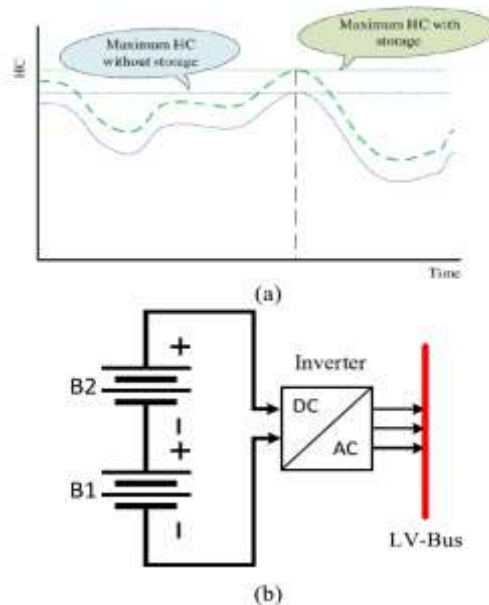 Maximum HC
without storage
Maximum HC with
storage
HC
Time
(a)
+
B2
−
+
B1
−
Inverter
DC
AC
LV-Bus
(b)